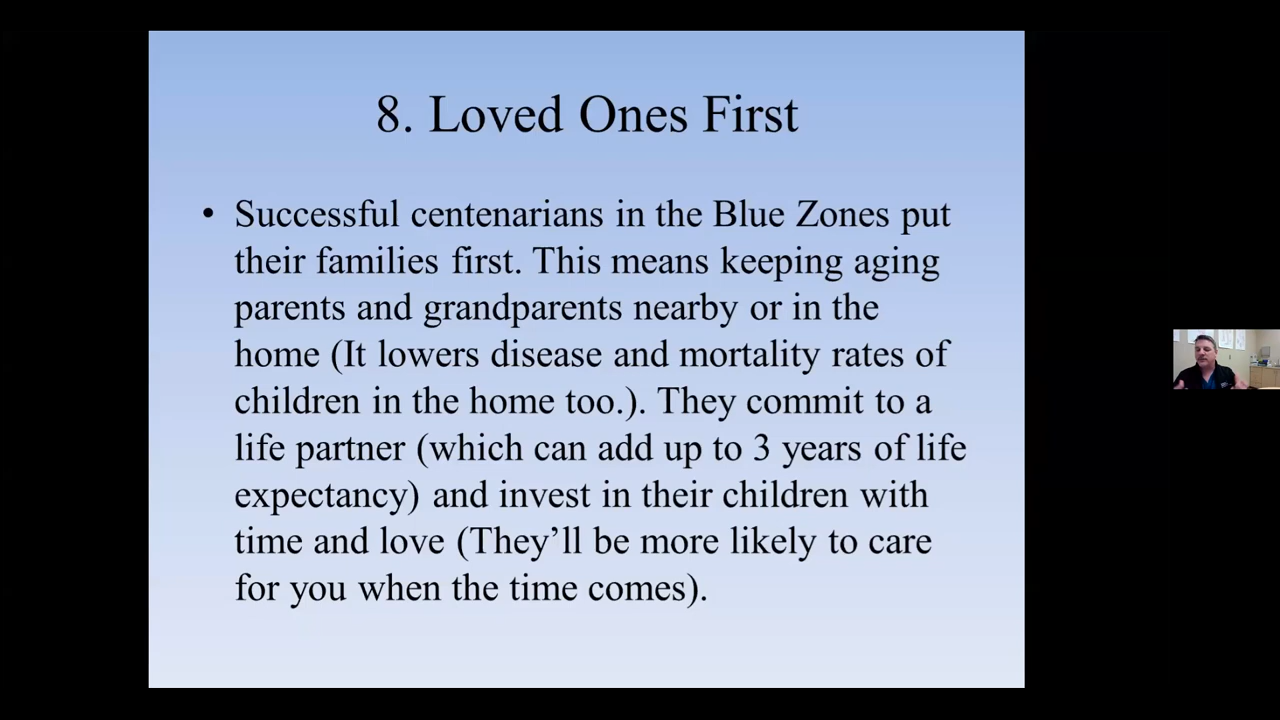 8. Loved Ones First
• Successful centenarians in the Blue Zones put
their families first. This means keeping aging
parents and grandparents nearby or in the
home (It lowers disease and mortality rates of
children in the home too.). They commit to a
life partner (which can add up to 3 years of life
expectancy) and invest in their children with
time and love (They’ll be more likely to care
for you when the time comes).